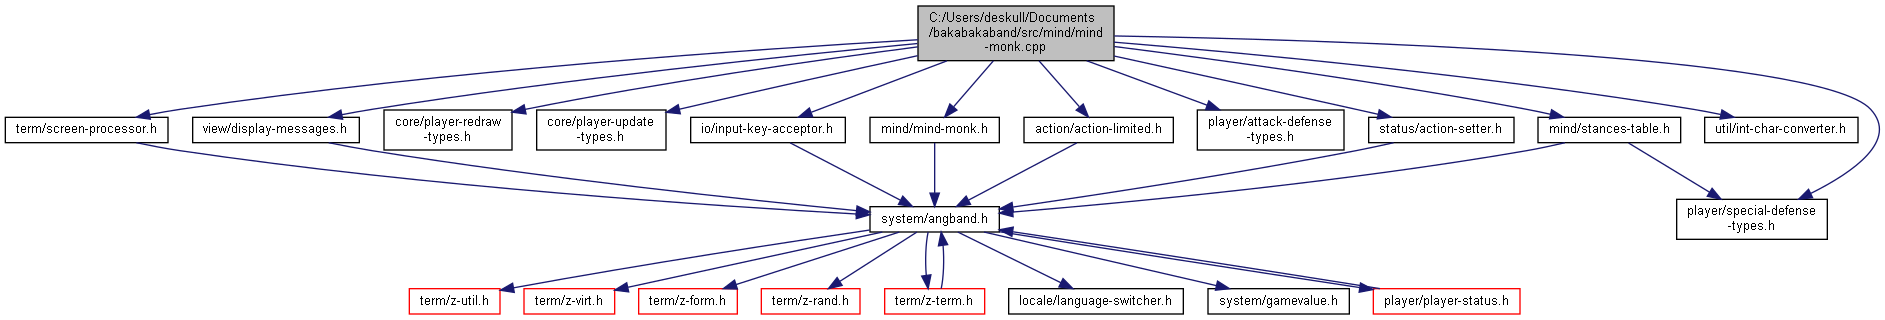 C:/Users/deskull/Documents
/bakabakaband/src/mind/mind
-monk.cpp
term/screen-processor.h
view/display-messages.h
core/player-redraw
-types.h
core/player-update
-types.h
io/input-key-acceptor.h
mind/mind-monk.h
action/action-limited.h
player/attack-defense
-types.h
status/action-setter.h
mind/stances-table.h
util/int-char-converter.h
system/angband.h
player/special-defense
-types.h
term/z-util.h
term/z-virt.h
term/z-form.h
term/z-rand.h
term/z-term.h
locale/language-switcher.h
system/gamevalue.h
player/player-status.h